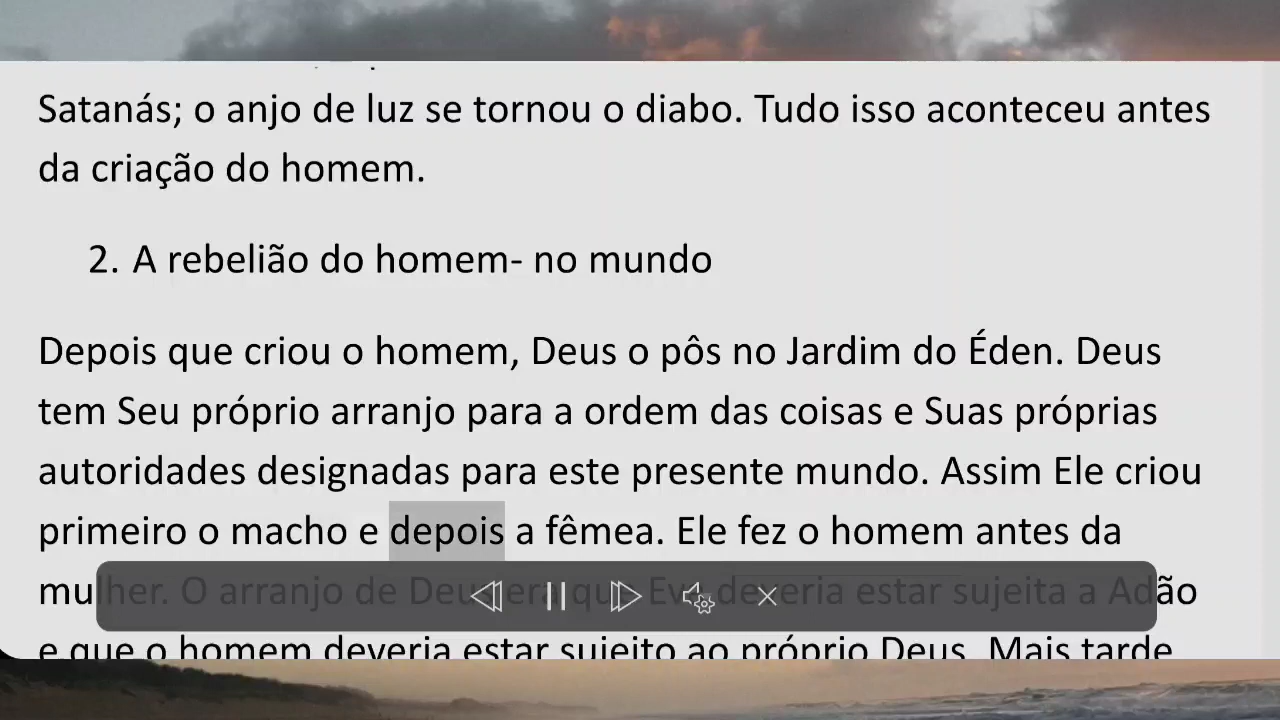 Satanás; o anjo de luz se tornou o diabo. Tudo isso aconteceu antes
da criação do homem.
2. A rebelião do homem- no mundo
Depois que criou o homem, Deus o pôs no Jardim do Éden. Deus
tem Seu próprio arranjo para a ordem das coisas e Suas próprias
autoridades designadas para este presente mundo. Assim Ele criou
primeiro o macho e depois a fêmea. Ele fez o homem antes da
mulher. O arranjo de Deus era que Eva deveria estar sujeita a Adão
e que o homem deveria estar sujeito ao próprio Deus. Mais tarde